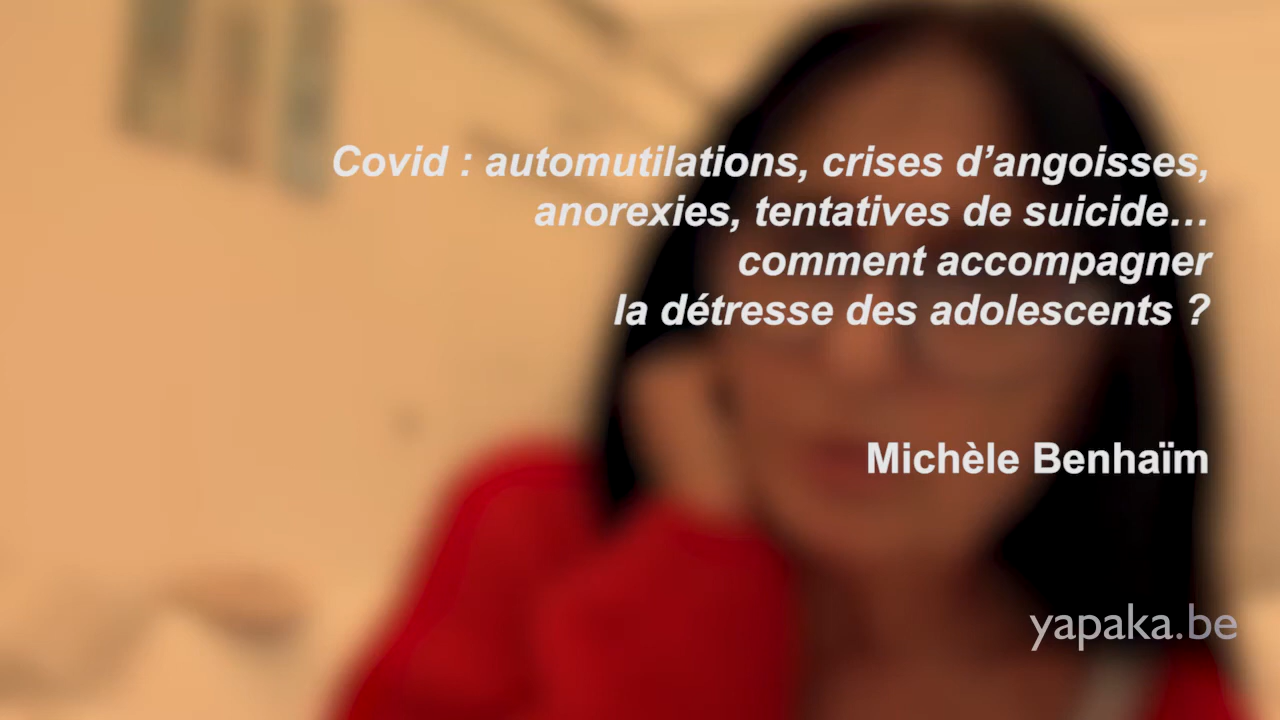 Covid : automutilations, crises d’angoisses,
anorexies, tentatives de suicide…
comment accompagner
la détresse des adolescents ?
Michèle Benhaïm
yapaka.be